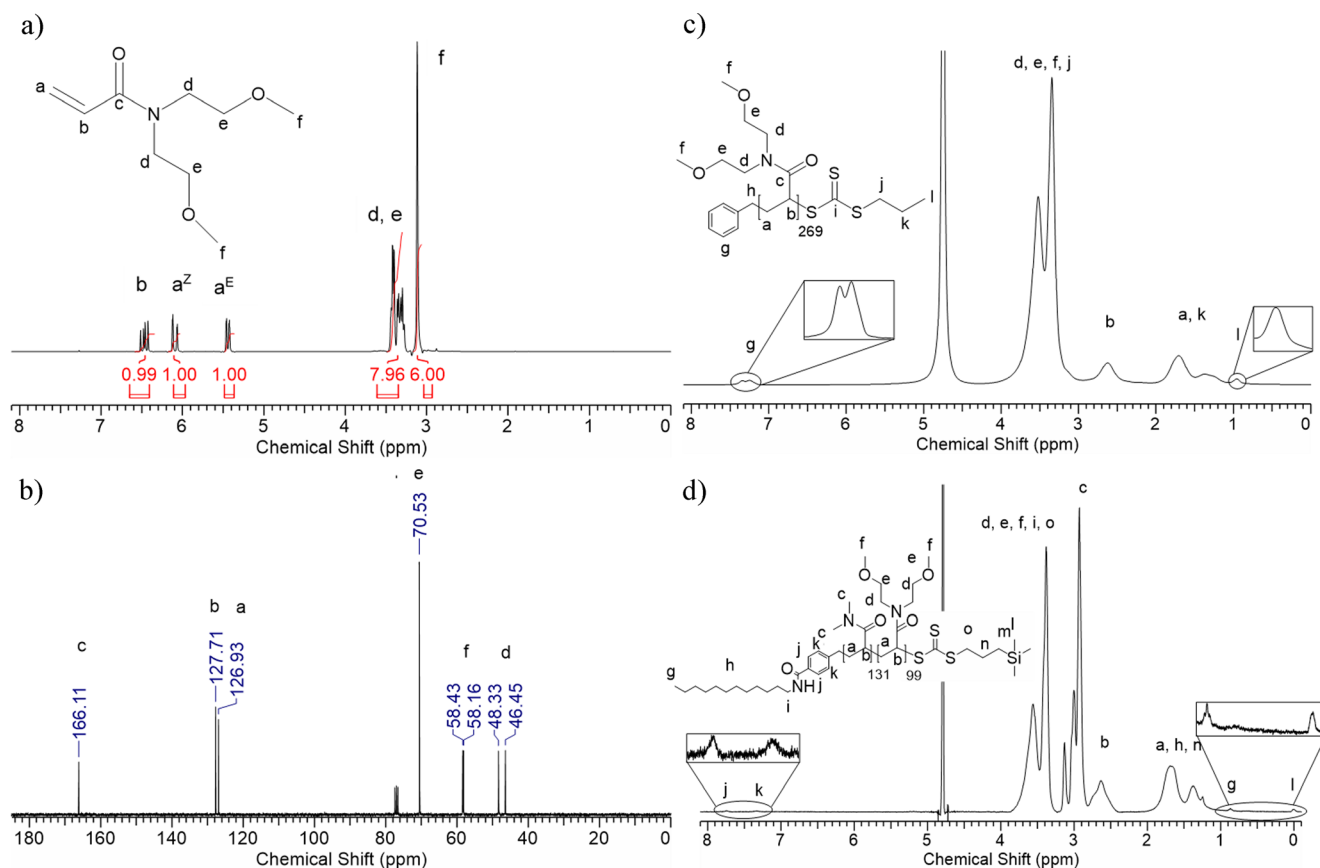 a)
O
a
b
c
N
d
e
O
f
d
e
O
f
f
d, e
b
a^Z
a^E
0.99
1.00
1.00
7.96
6.00
8
6
4
2
0
Chemical Shift (ppm)
b)
c
b
a
e
f
d
166.11
127.71
126.93
70.53
58.43
58.16
48.33
46.45
180
160
140
120
100
80
60
40
20
0
Chemical Shift (ppm)
c)
f
O
e
d
f
O
e
d
N
O
c
h
a
b
269
S
S
i
S
j
k
l
g
d, e, f, j
g
b
a, k
l
8
7
6
5
4
3
2
1
0
Chemical Shift (ppm)
d)
c
d, e, f, i, o
f
f
O
e
e
O
d
d
c
N
O
N
O
c
j
k
a
b
a
b
131
99
S
S
S
o
n
m
l
Si
g
h
O
NH
j
k
i
j
k
b
a, h, n
g
l
8
7
6
5
4
3
2
1
0
Chemical Shift (ppm)